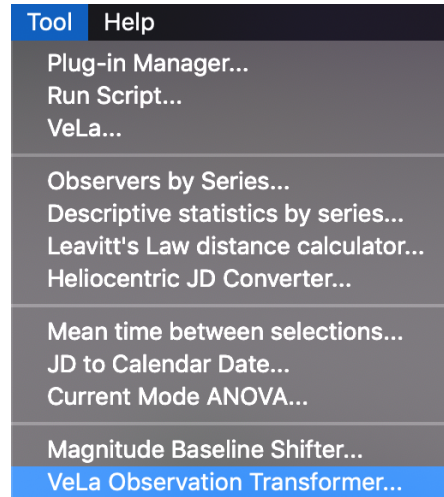 Tool Help
Plug-in Manager...
Run Script...
VeLa...
Observers by Series...
Descriptive statistics by series...
Leavitt's Law distance calculator...
Heliocentric JD Converter...
Mean time between selections...
JD to Calendar Date...
Current Mode ANOVA...
Magnitude Baseline Shifter...
VeLa Observation Transformer...